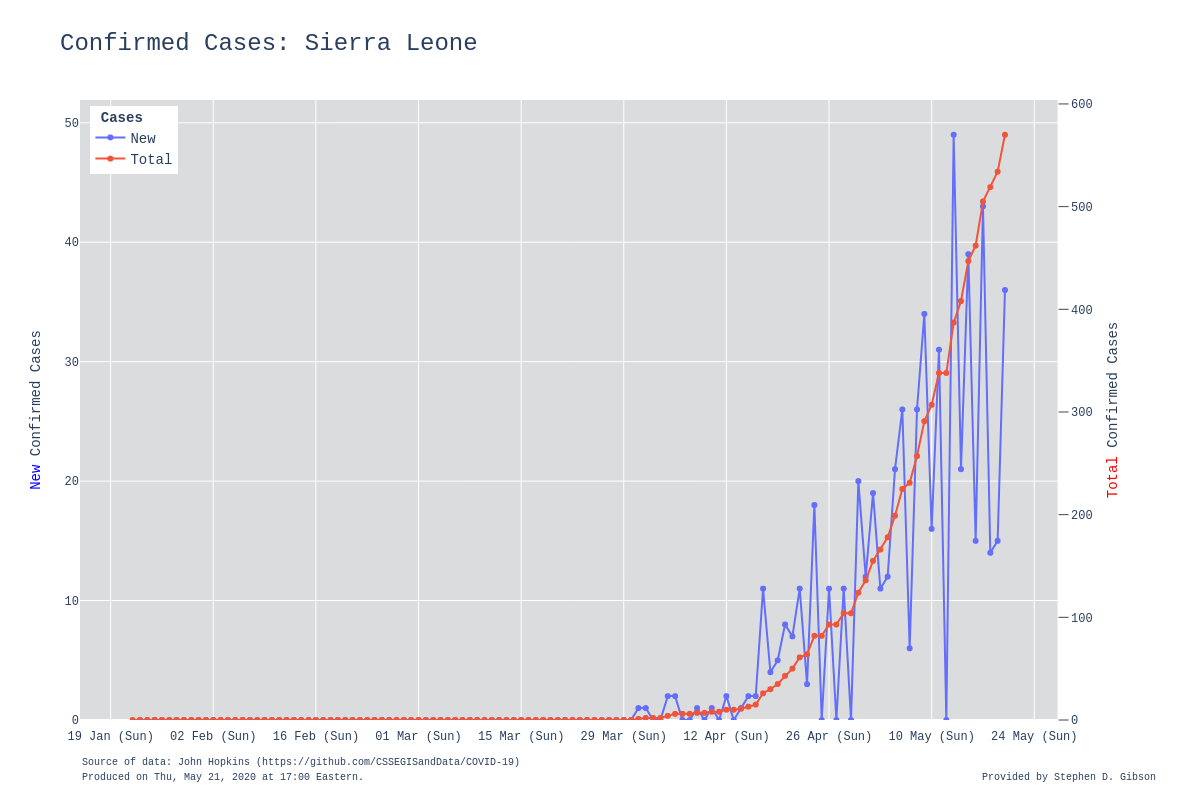 Confirmed Cases: Sierra Leone
Cases
New
Total
50
40
30
20
10
0
600
500
400
300
200
100
0
New Confirmed Cases
Total Confirmed Cases
19 Jan (Sun) 02 Feb (Sun) 16 Feb (Sun) 01 Mar (Sun) 15 Mar (Sun) 29 Mar (Sun) 12 Apr (Sun) 26 Apr (Sun) 10 May (Sun) 24 May (Sun)
Source of data: John Hopkins (https://github.com/CSSEGISandData/COVID-19)
Produced on Thu, May 21, 2020 at 17:00 Eastern.
Provided by Stephen D. Gibson